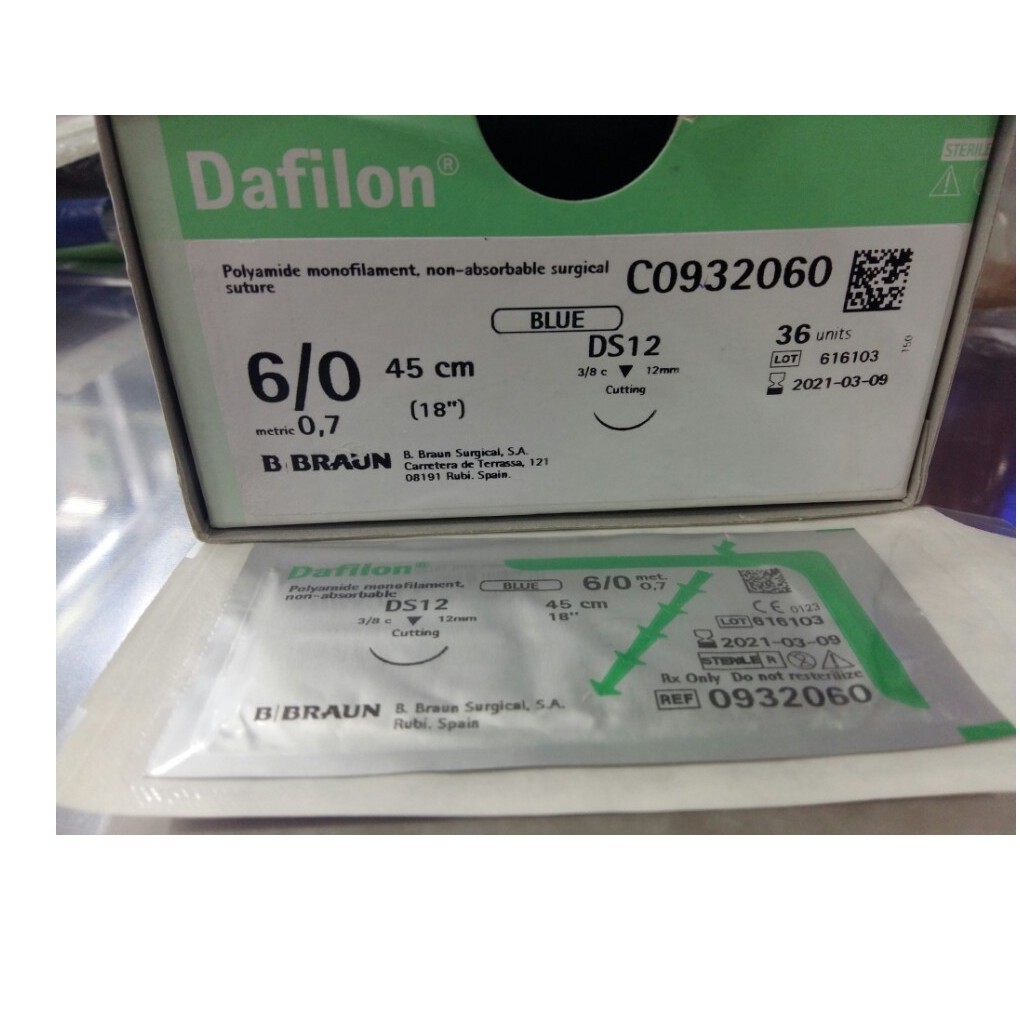 Dafilon®
STERILE
Polyamide monofilament, non-absorbable surgical
suture
C0932060
BLUE
DS12
36 units
6/0 45 cm
3/8 c 12mm
LOT 616103
150
Cutting
2021-03-09
(18")
metric 0,7
B|BRAUN
B. Braun Surgical, S.A.
Carretera de Terrassa, 121
08191 Rubi. Spain.
Dafilon®
Polyamide monofilament,
non-absorbable
BLUE
6/0 met.
0,7
DS12
45 cm
18"
CE 0123
3/8 c 12mm
LOT 616103
Cutting
2021-03-09
STERILE R
Rx Only Do not resterilize
REF 0932060
B|BRAUN
B. Braun Surgical, S.A.
Rubi. Spain